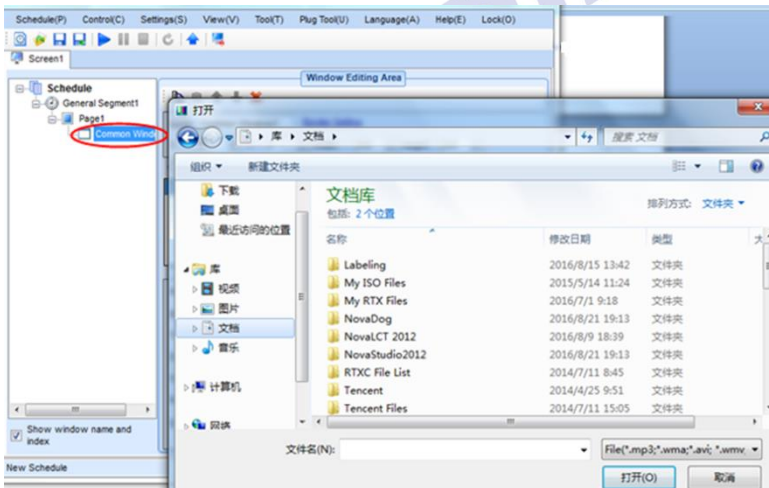 Schedule(P) Control(C) Settings(S) View(V) Tool(T) Plug Tool(U) Language(A) Help(E) Lock(O)
Screen1
Window Editing Area
Schedule
General Segment1
Page1
Common Wind
打开
库 文档
搜索 文档
组织 新建文件夹
下载
桌面
最近访问的位置
库
视频
图片
文档
音乐
计算机
网络
文档库
包括: 2 个位置
排列方式: 文件夹
名称 修改日期 类型 大
Labeling 2016/8/15 13:42 文件夹
My ISO Files 2015/5/14 11:24 文件夹
My RTX Files 2016/7/1 9:18 文件夹
NovaDog 2016/8/21 19:13 文件夹
NovaLCT 2012 2016/8/9 18:39 文件夹
NovaStudio2012 2016/8/21 19:13 文件夹
RTXC File List 2014/7/11 8:45 文件夹
Tencent 2014/4/25 9:51 文件夹
Tencent Files 2014/7/11 15:05 文件夹
文件名(N):
File(*.mp3;*.wma;*.avi; *.wmv,
打开(O) 取消
Show window name and
index
New Schedule